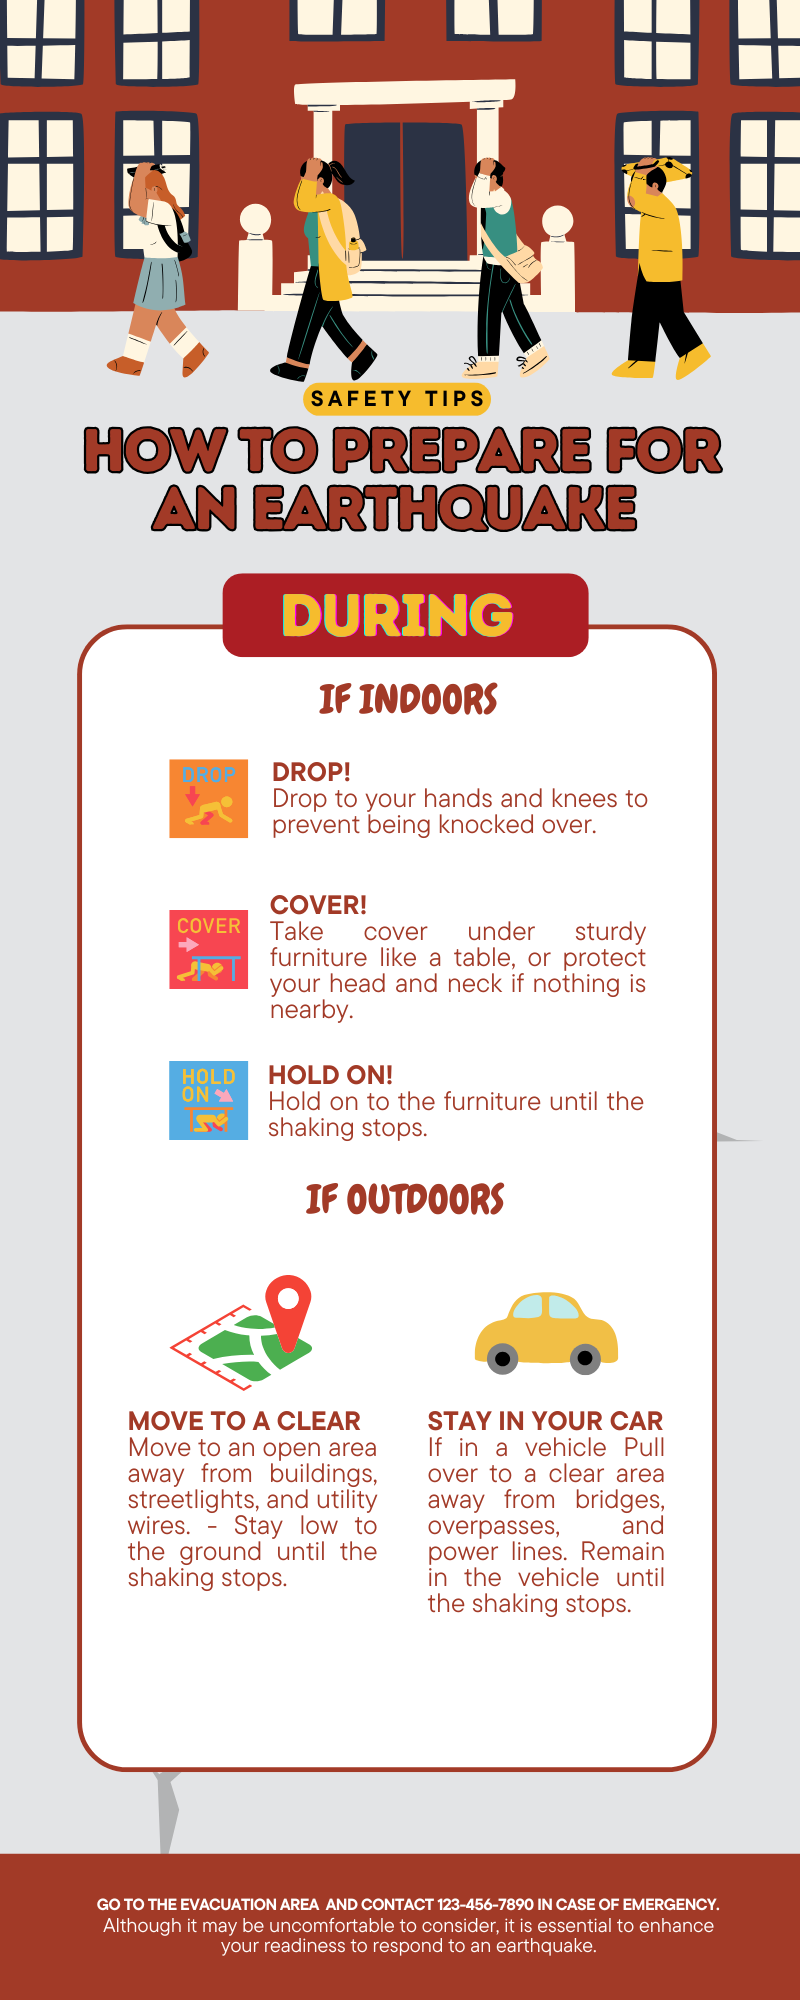 SAFETY TIPS
HOW TO PREPARE FOR
AN EARTHQUAKE
DURING
IF INDOORS
DROP
DROP!
Drop to your hands and knees to
prevent being knocked over.
COVER
COVER!
Take cover under sturdy
furniture like a table, or protect
your head and neck if nothing is
nearby.
HOLD
ON
HOLD ON!
Hold on to the furniture until the
shaking stops.
IF OUTDOORS
MOVE TO A CLEAR
Move to an open area
away from buildings,
streetlights, and utility
wires. - Stay low to
the ground until the
shaking stops.
STAY IN YOUR CAR
If in a vehicle Pull
over to a clear area
away from bridges,
overpasses, and
power lines. Remain
in the vehicle until
the shaking stops.
GO TO THE EVACUATION AREA AND CONTACT 123-456-7890 IN CASE OF EMERGENCY.
Although it may be uncomfortable to consider, it is essential to enhance
your readiness to respond to an earthquake.